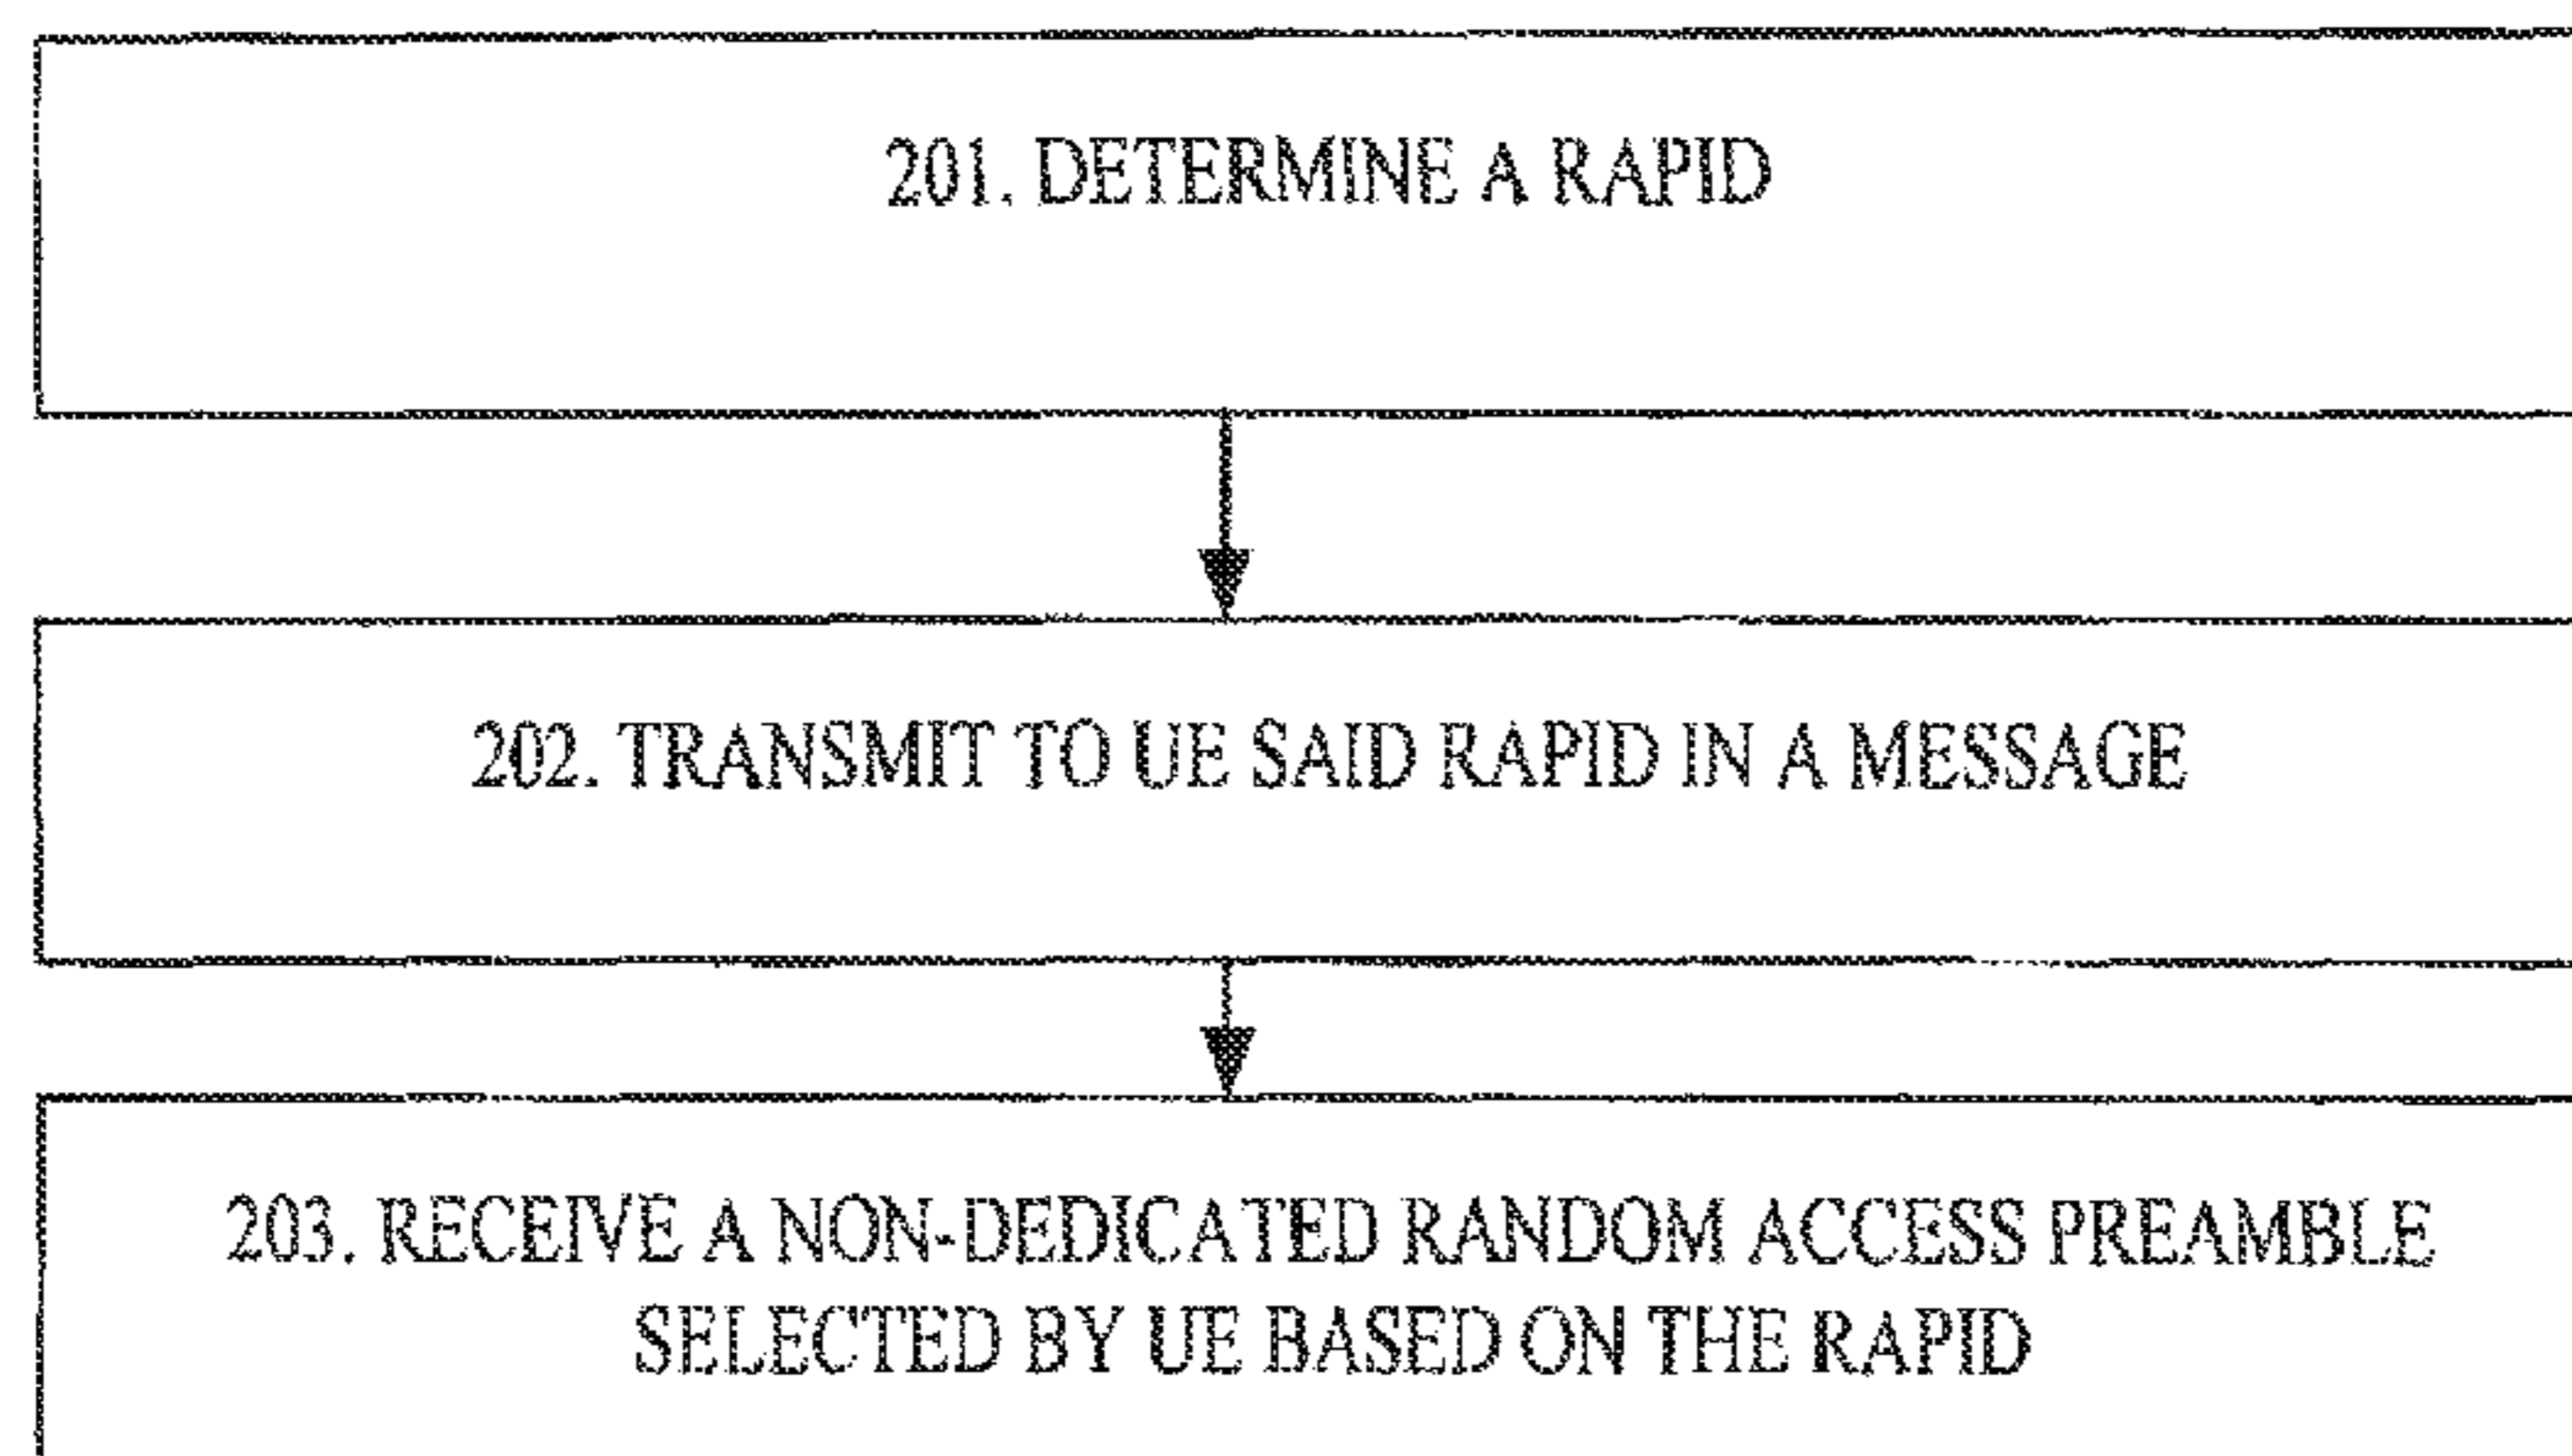 201. DETERMINE A RAPID
202. TRANSMIT TO UE SAID RAPID IN A MESSAGE
203. RECEIVE A NON-DEDICATED RANDOM ACCESS PREAMBLE
SELECTED BY UE BASED ON THE RAPID